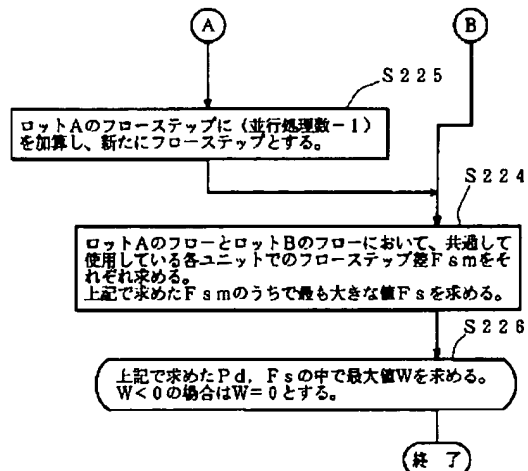 A
B
S225
ロットAのフローステップに(並行処理数-1)
を加算し、新たにフローステップとする。
S224
ロットAのフローとロットBのフローにおいて、共通して
使用している各ユニットでのフローステップ差Fsmをそ
れぞれ求める。
上記で求めたFsmのうちで最も大きな値Fsを求める。
S226
上記で求めたPd,Fsの中で最大値Wを求める。
W<0の場合はW=0とする。
終了